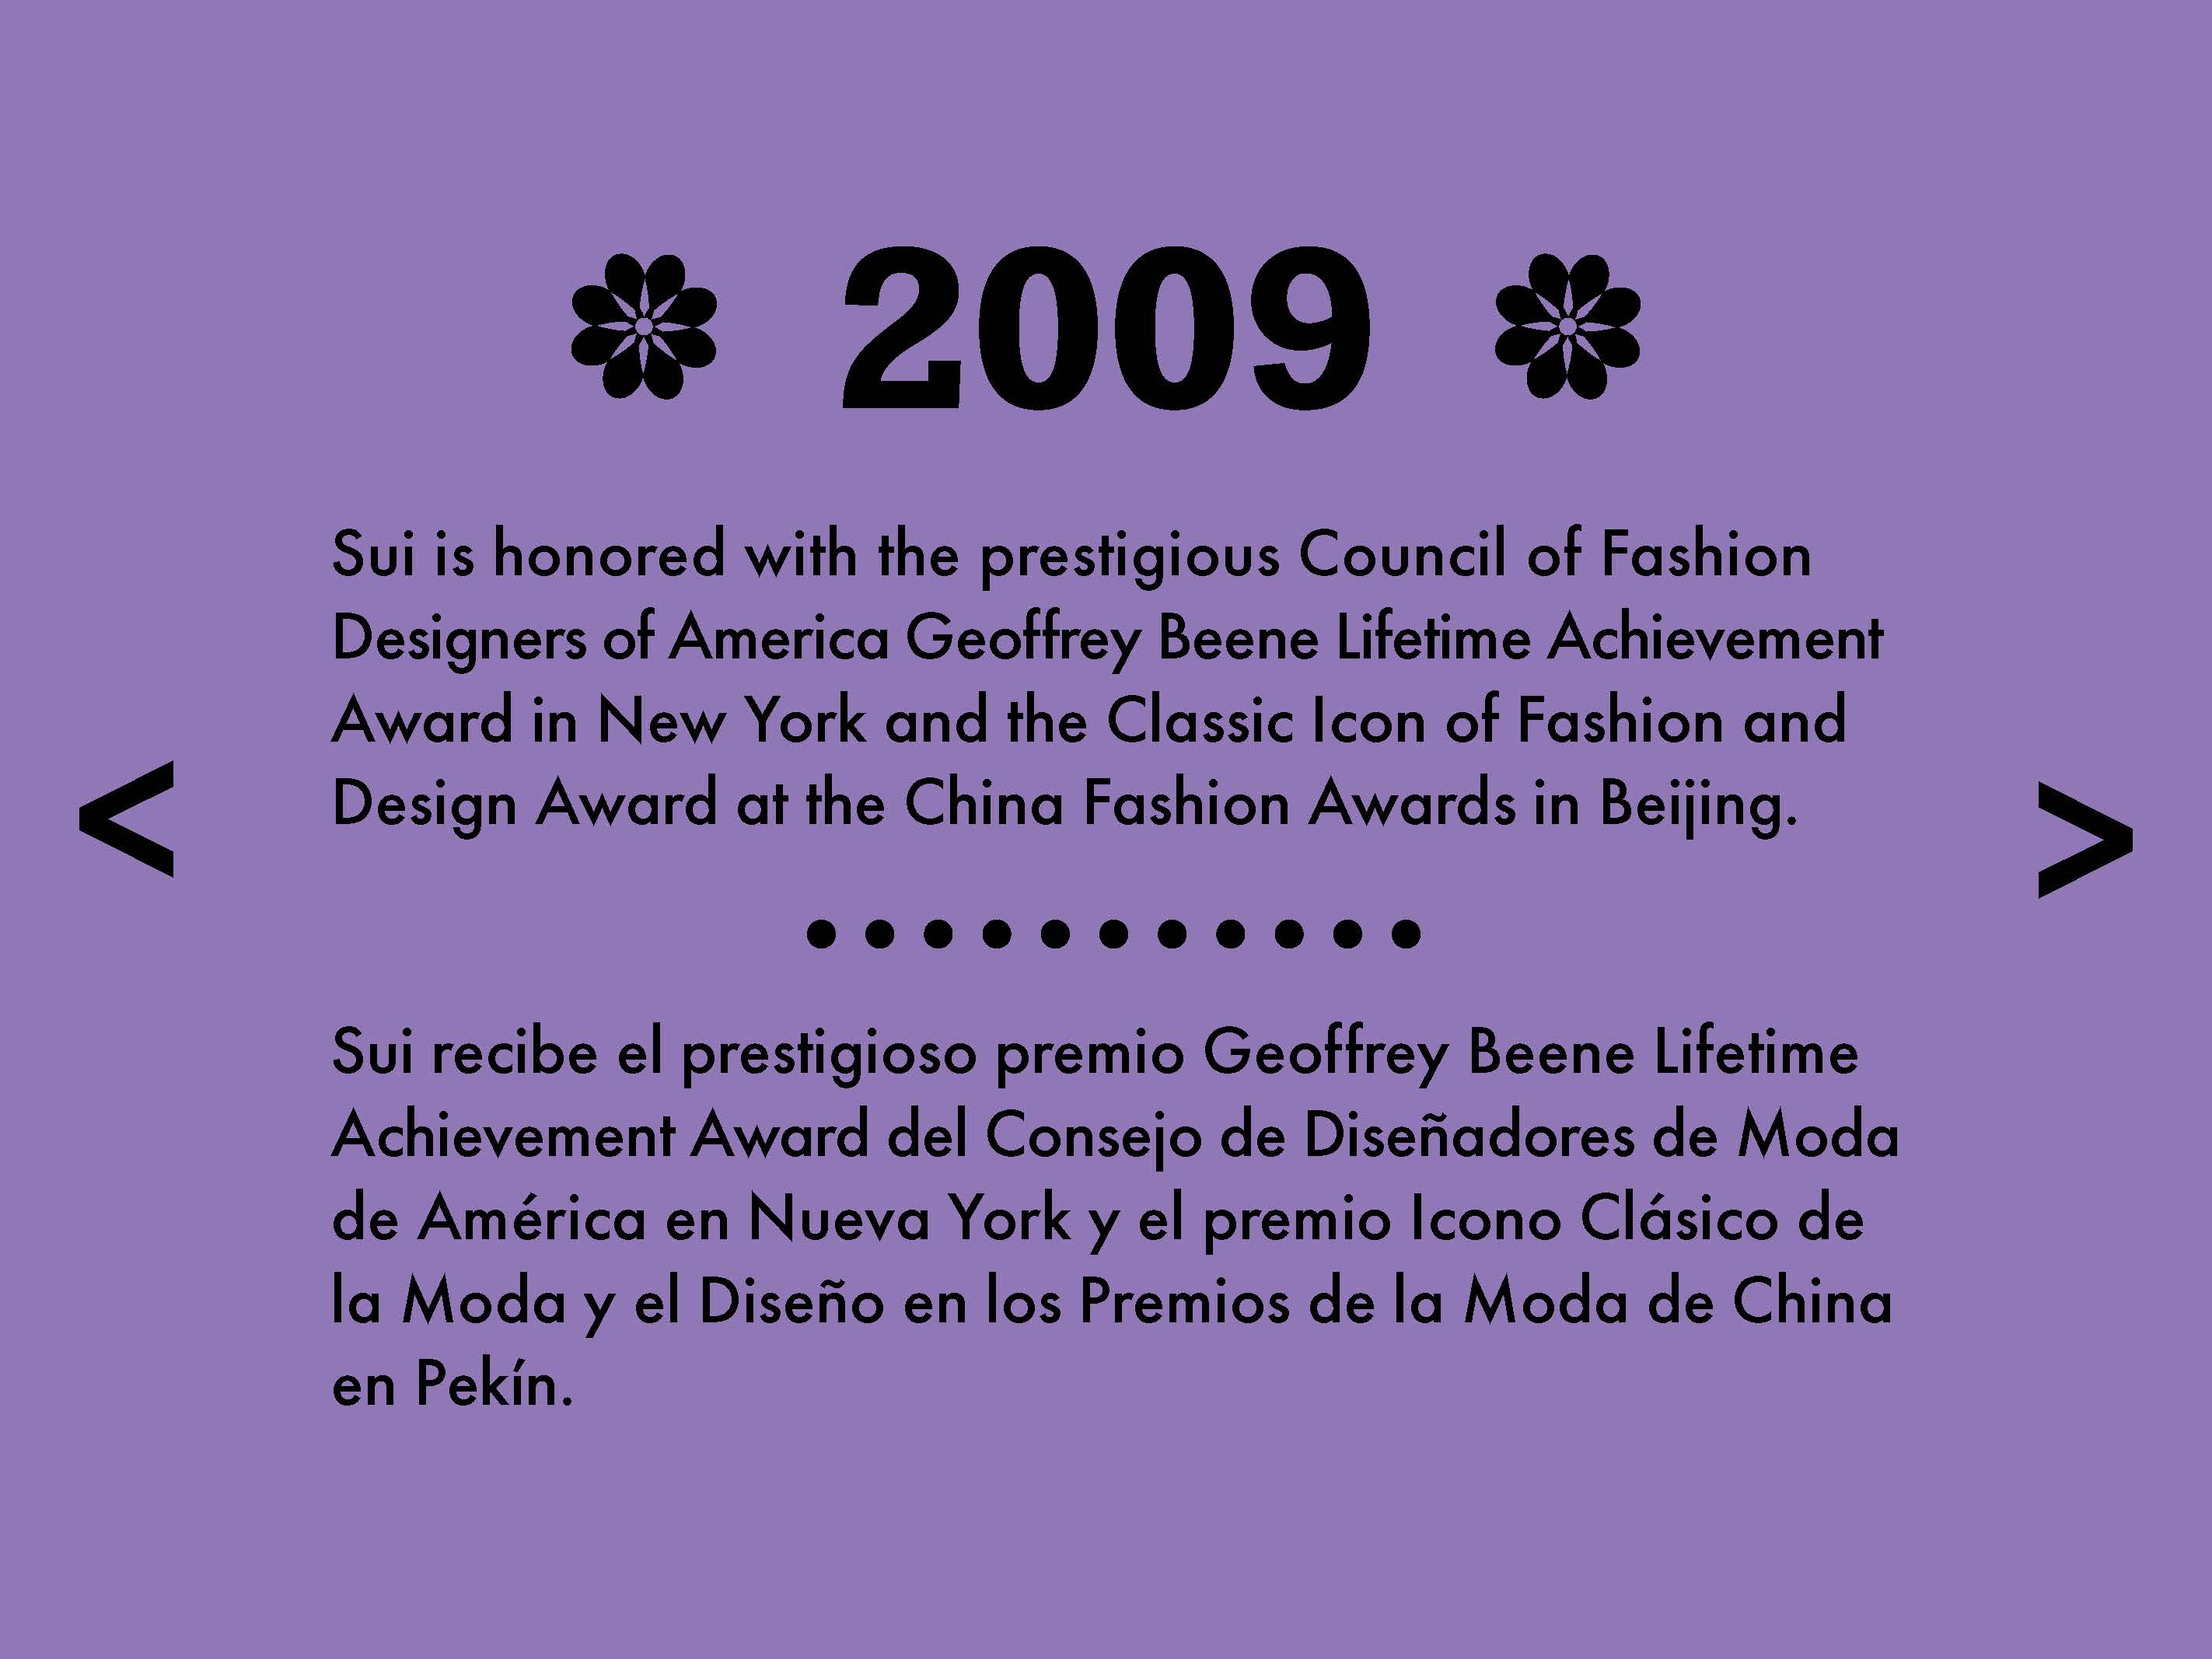 2009
Sui is honored with the prestigious Council of Fashion
Designers of America Geoffrey Beene Lifetime Achievement
Award in New York and the Classic Icon of Fashion and
Design Award at the China Fashion Awards in Beijing.
< >
Sui recibe el prestigioso premio Geoffrey Beene Lifetime
Achievement Award del Consejo de Diseñadores de Moda
de América en Nueva York y el premio Icono Clásico de
la Moda y el Diseño en los Premios de la Moda de China
en Pekín.